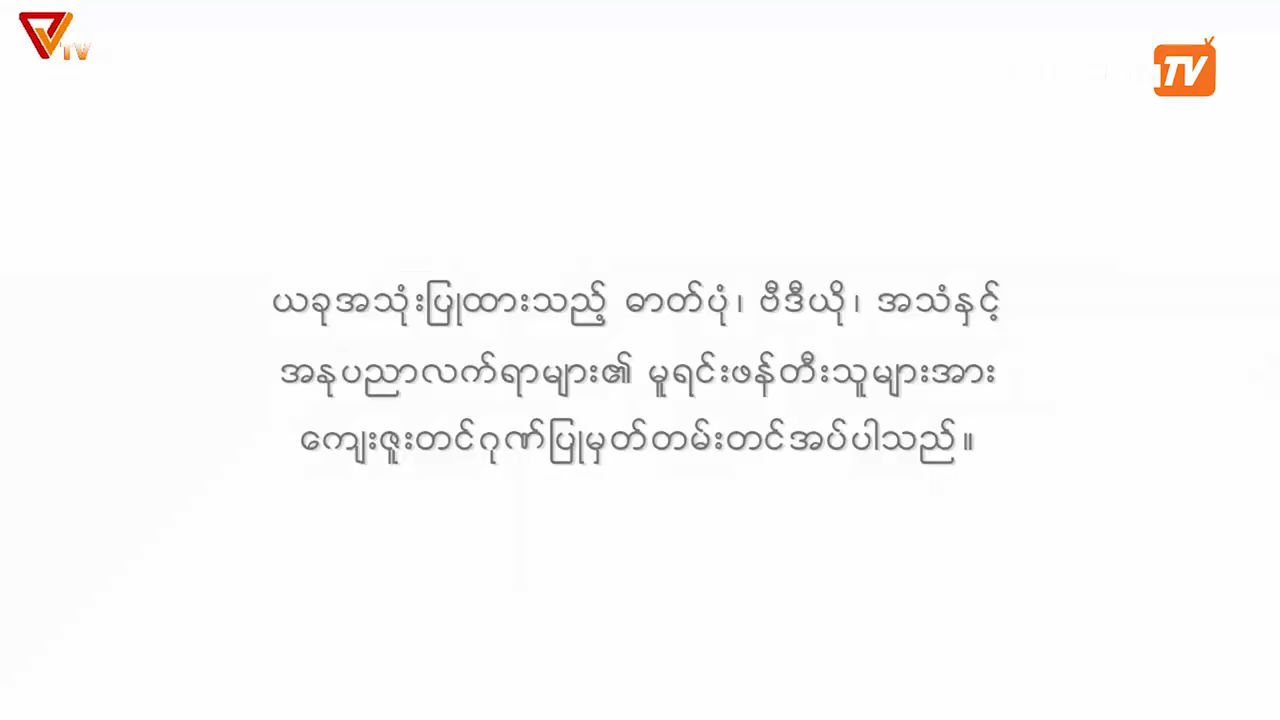 TV
TV
ယခုအသုံးပြုထားသည့် ဓာတ်ပုံ၊ ဗီဒီယို၊ အသံနှင့်
အနုပညာလက်ရာများ၏ မူရင်းဖန်တီးသူများအား
ကျေးဇူးတင်ဂုဏ်ပြုမှတ်တမ်းတင်အပ်ပါသည်။